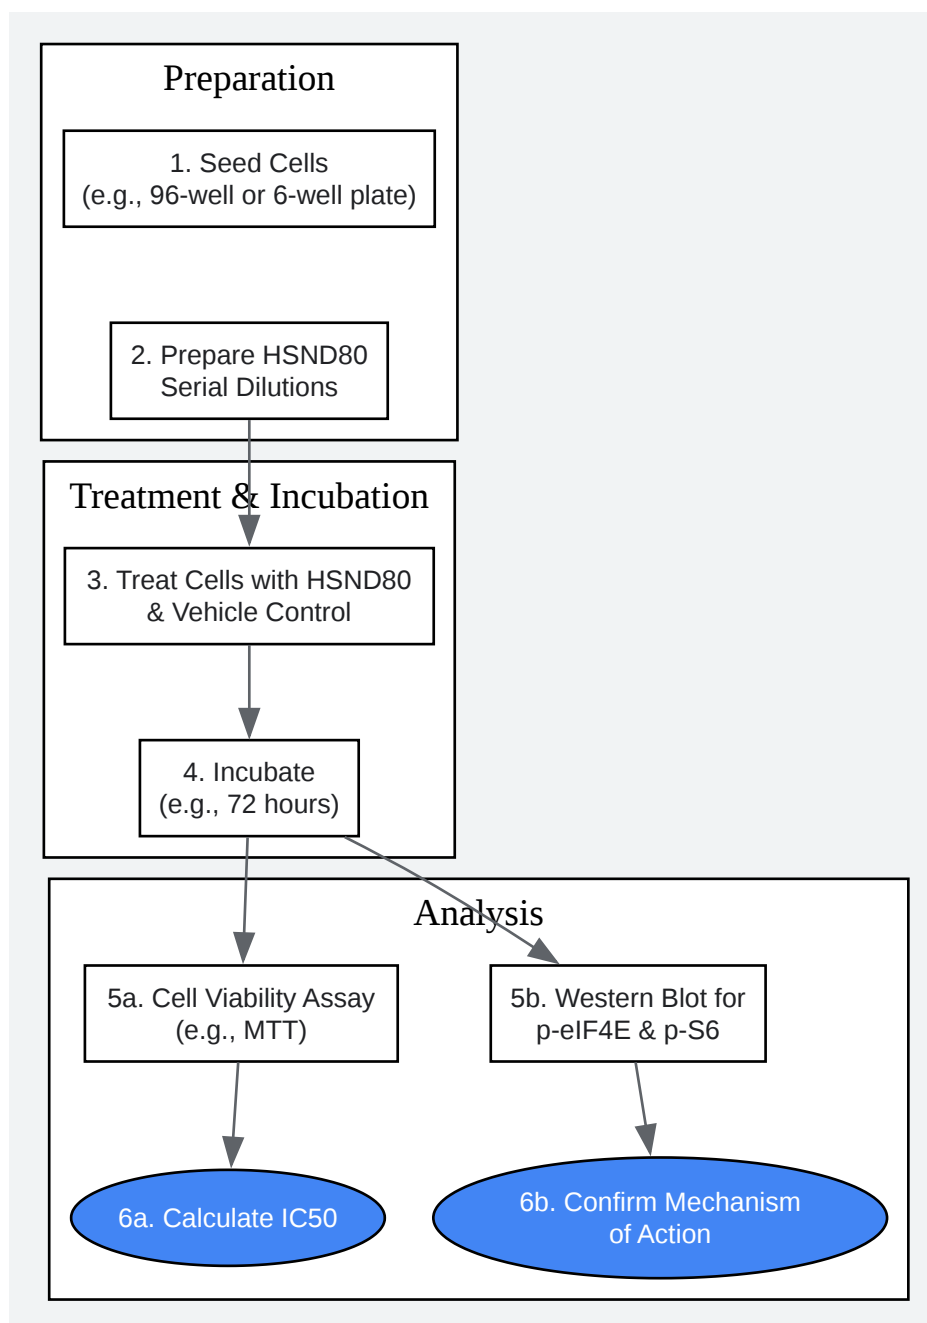 Preparation
1. Seed Cells
(e.g., 96-well or 6-well plate)
2. Prepare HSND80
Serial Dilutions
Treatment & Incubation
3. Treat Cells with HSND80
& Vehicle Control
4. Incubate
(e.g., 72 hours)
Analysis
5a. Cell Viability Assay
(e.g., MTT)
5b. Western Blot for
p-eIF4E & p-S6
6a. Calculate IC50
6b. Confirm Mechanism
of Action